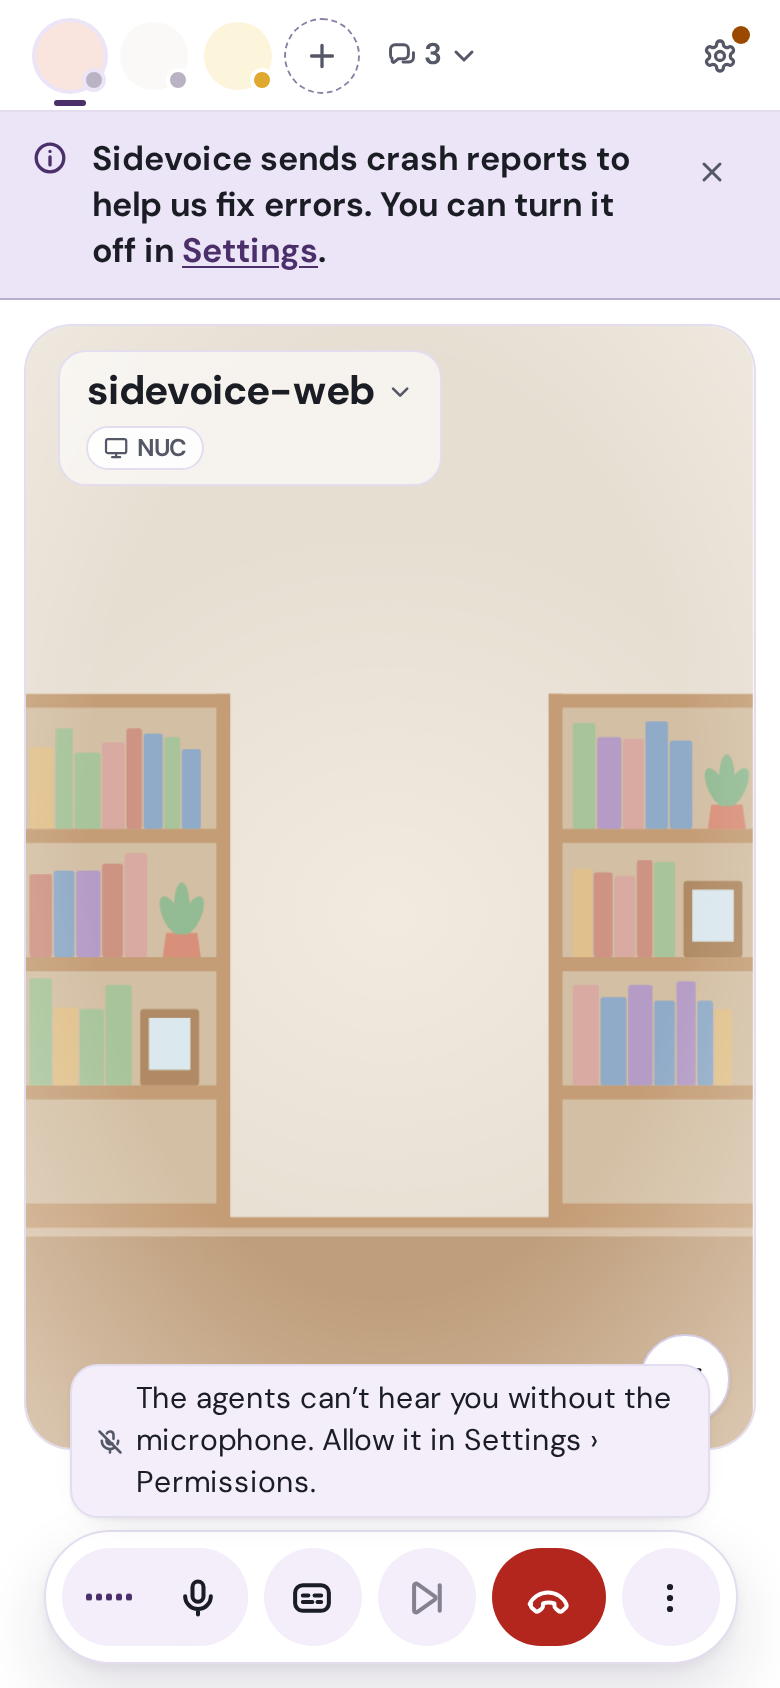 3
Sidevoice sends crash reports to
help us fix errors. You can turn it
off in Settings.
sidevoice-web
NUC
The agents can’t hear you without the
microphone. Allow it in Settings ›
Permissions.